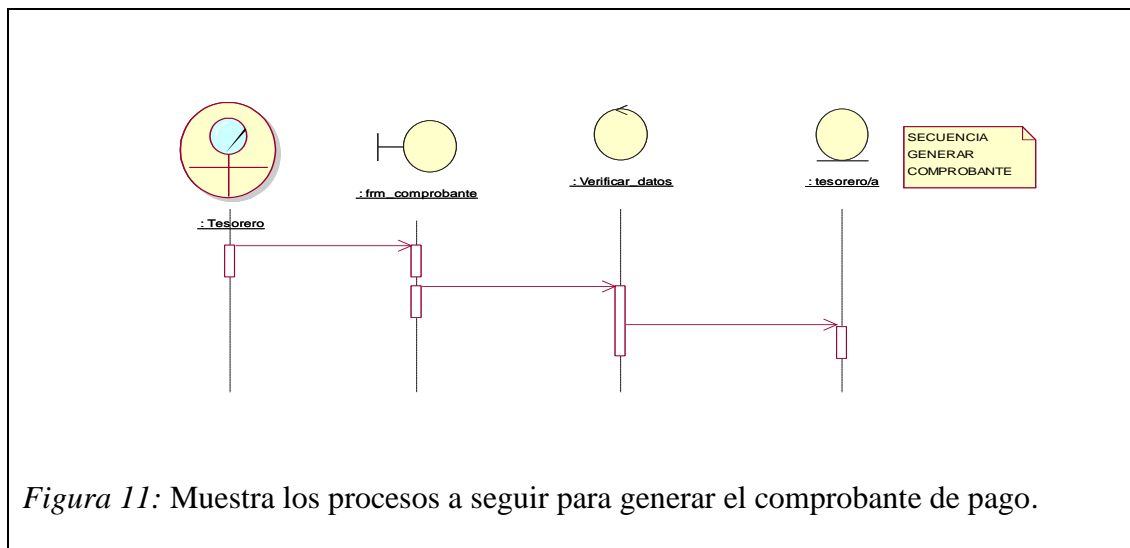 : Tesorero
: frm_comprobante
: Verificar_datos
: tesorero/a
SECUENCIA
GENERAR
COMPROBANTE
Figura 11: Muestra los procesos a seguir para generar el comprobante de pago.